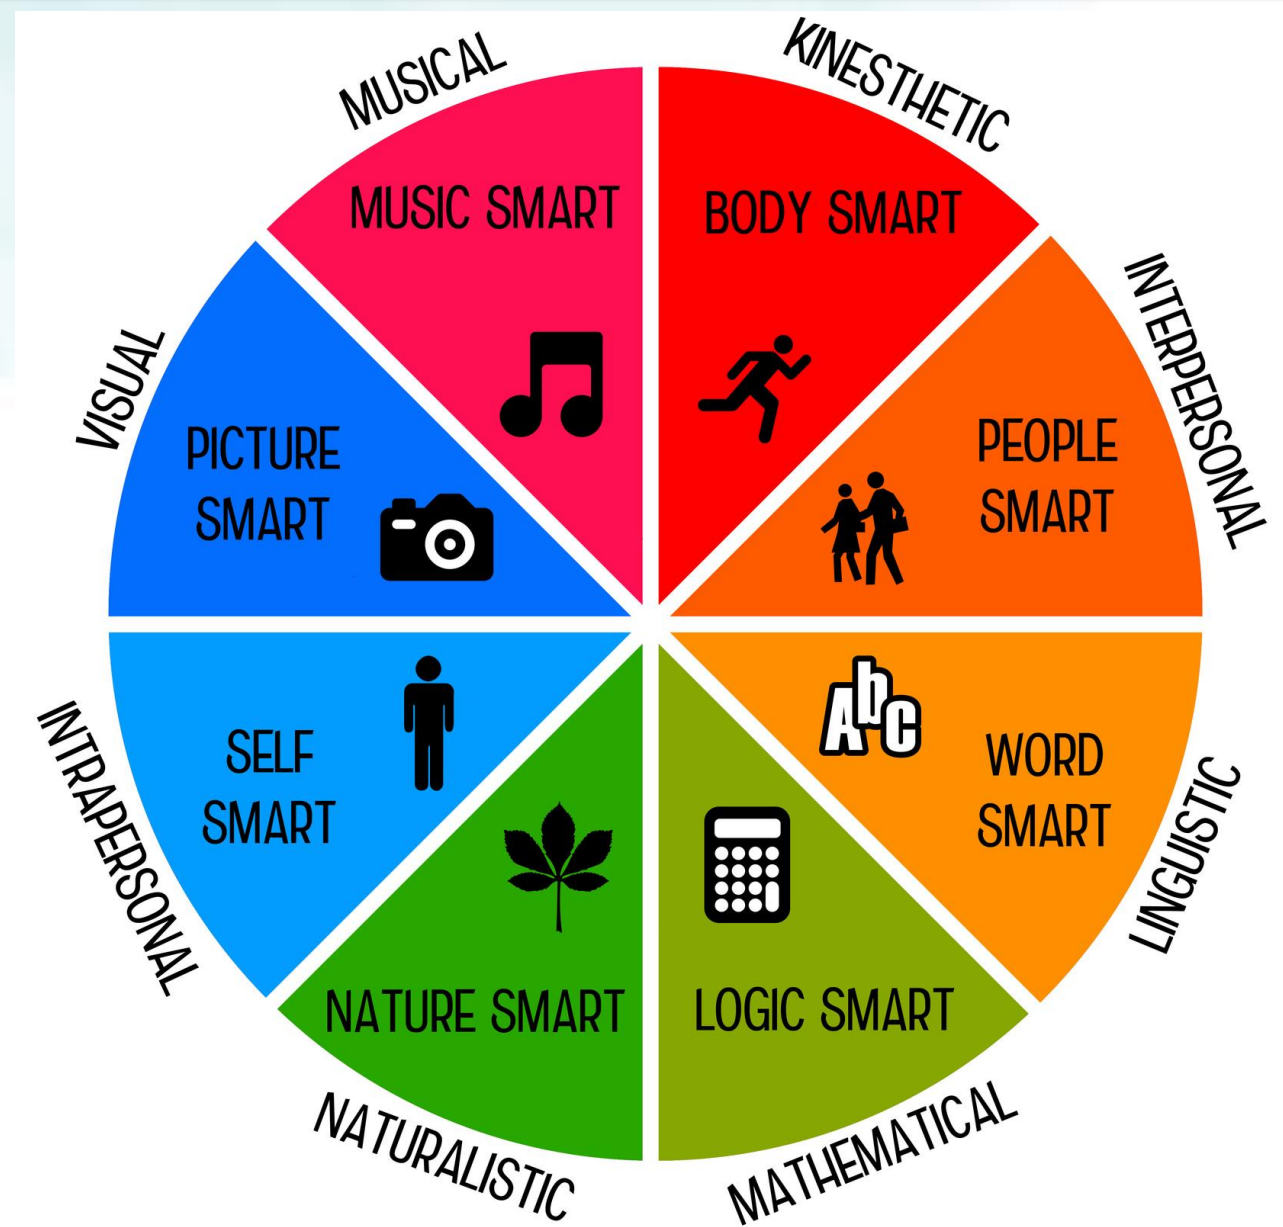 MUSICAL
KINESTHETIC
MUSIC SMART
BODY SMART
INTERPERSONAL
VISUAL
PICTURE
SMART
PEOPLE
SMART
SELF
SMART
Abc
WORD
SMART
INTRAPERSONAL
LINGUISTIC
NATURE SMART
LOGIC SMART
NATURALISTIC
MATHEMATICAL